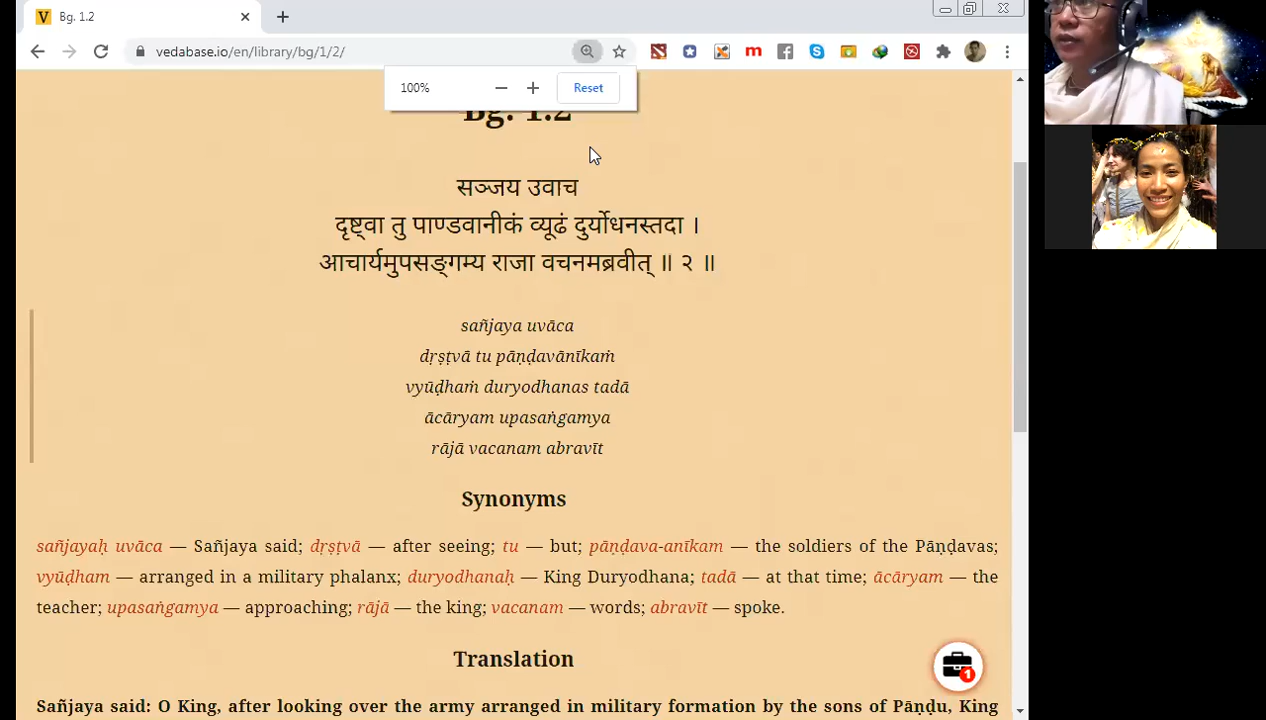 Bg. 1.2
vedabase.io/en/library/bg/1/2/
100%
Reset
Bg. 1.2
सञ्जय उवाच
दृष्ट्वा तु पाण्डवानीकं व्यूढं दुर्योधनस्तदा ।
आचार्यमुपसङ्गम्य राजा वचनमब्रवीत् ॥ २ ॥
sañjaya uvāca
dṛṣṭvā tu pāṇḍavānīkaṁ
vyūḍhaṁ duryodhanas tadā
ācāryam upasaṅgamya
rājā vacanam abravīt
Synonyms
sañjayaḥ uvāca — Sañjaya said; dṛṣṭvā — after seeing; tu — but; pāṇḍava-anīkam — the soldiers of the Pāṇḍavas;
vyūḍham — arranged in a military phalanx; duryodhanaḥ — King Duryodhana; tadā — at that time; ācāryam — the
teacher; upasaṅgamya — approaching; rājā — the king; vacanam — words; abravīt — spoke.
Translation
1
Sañjaya said: O King, after looking over the army arranged in military formation by the sons of Pāṇḍu, King